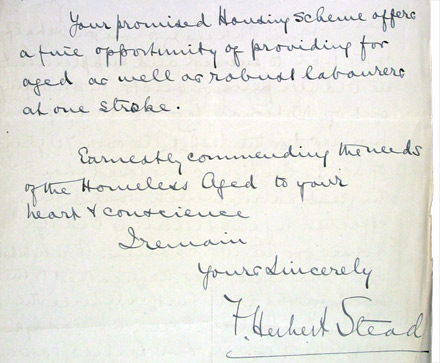 Your promised Housing Scheme offers
a fine opportunity of providing for
aged as well as robust labourers
at one stroke.
Earnestly commending the needs
of the Homeless Aged to your
heart & conscience
I remain
Yours Sincerely
F. Herbert Stead